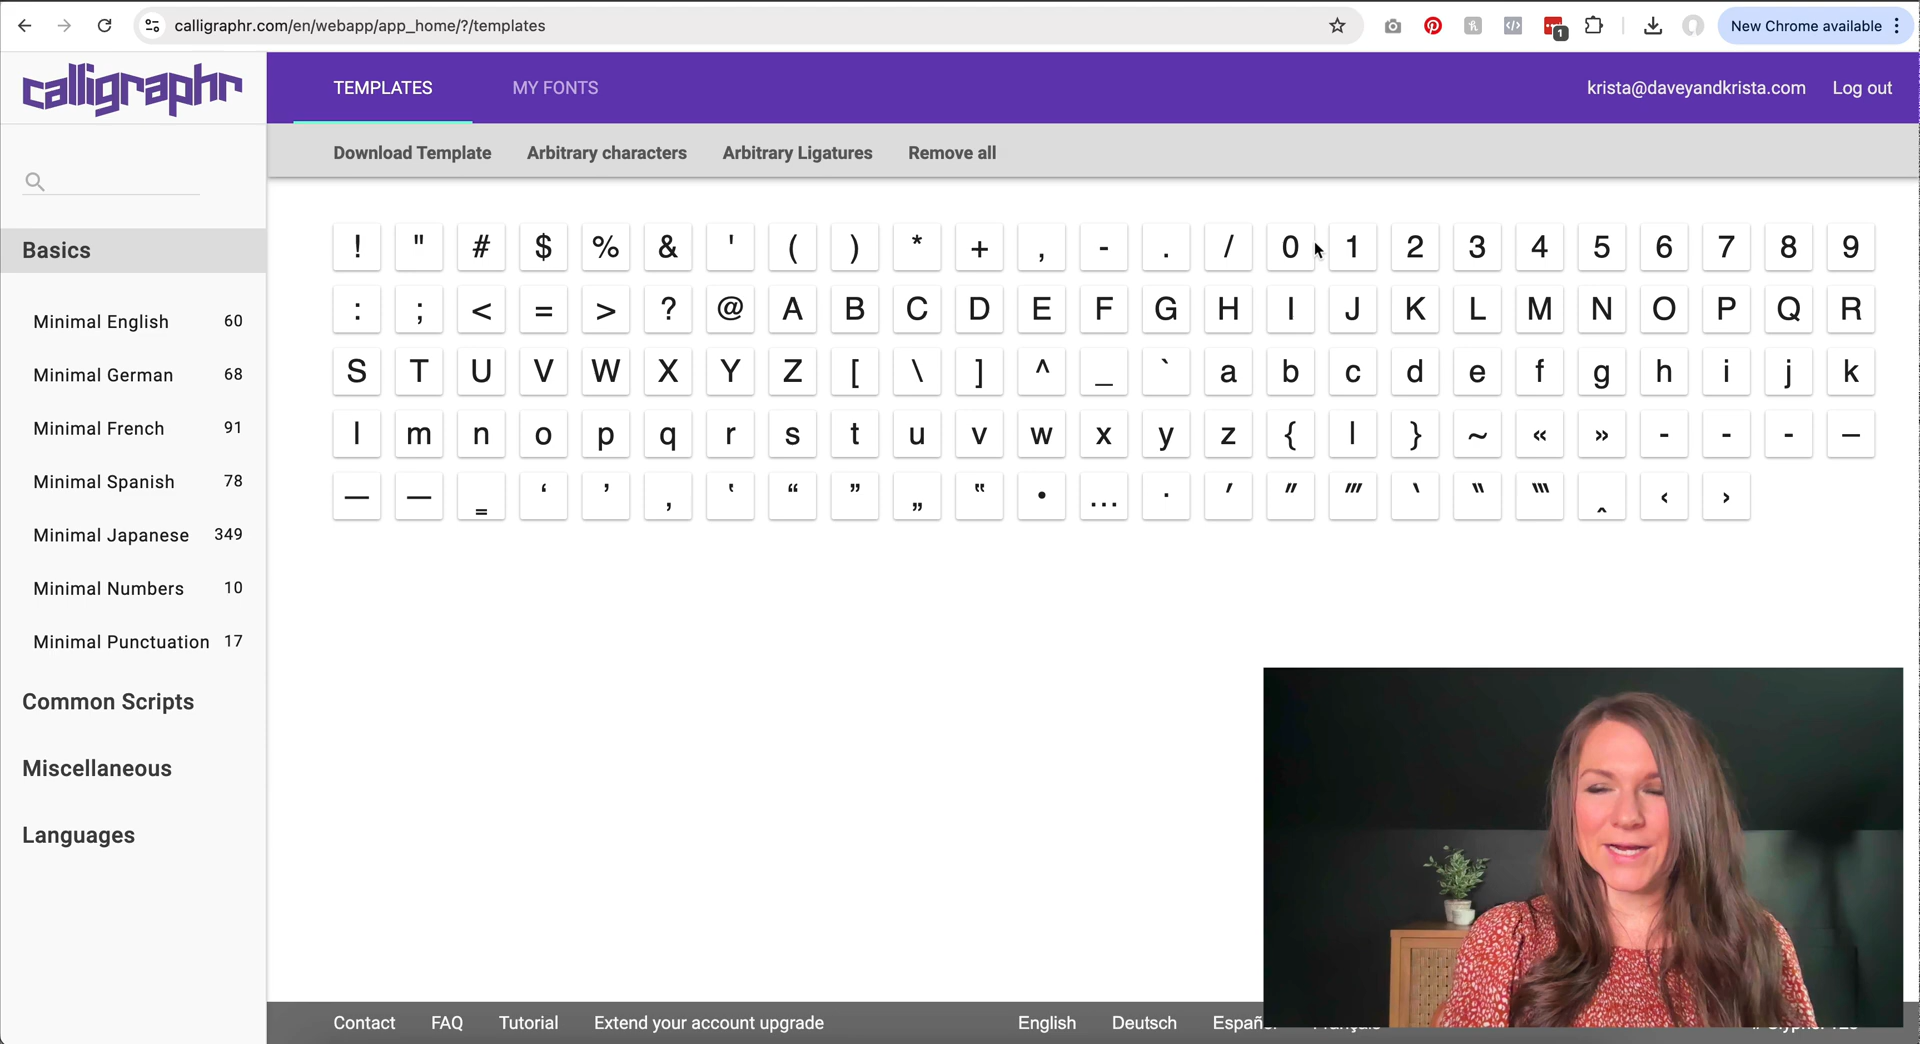 calligraphr.com/en/webapp/app_home/?/templates
1
New Chrome available
calligraphr
TEMPLATES MY FONTS krista@daveyandkrista.com Log out
Download Template Arbitrary characters Arbitrary Ligatures Remove all
Basics
Minimal English 60
Minimal German 68
Minimal French 91
Minimal Spanish 78
Minimal Japanese 349
Minimal Numbers 10
Minimal Punctuation 17
Common Scripts
Miscellaneous
Languages
! " # $ % & ' ( ) * + , - . / 0 1 2 3 4 5 6 7 8 9
: ; < = > ? @ A B C D E F G H I J K L M N O P Q R
S T U V W X Y Z [ \ ] ^ _ ` a b c d e f g h i j k
l m n o p q r s t u v w x y z { | } ~ « » - - - –
— — ‗ ‘ ’ ‚ ‛ “ ” „ ‟ • … · ′ ″ ‴ ‵ ‶ ‷ ‸ ‹ ›
Contact FAQ Tutorial Extend your account upgrade English Deutsch